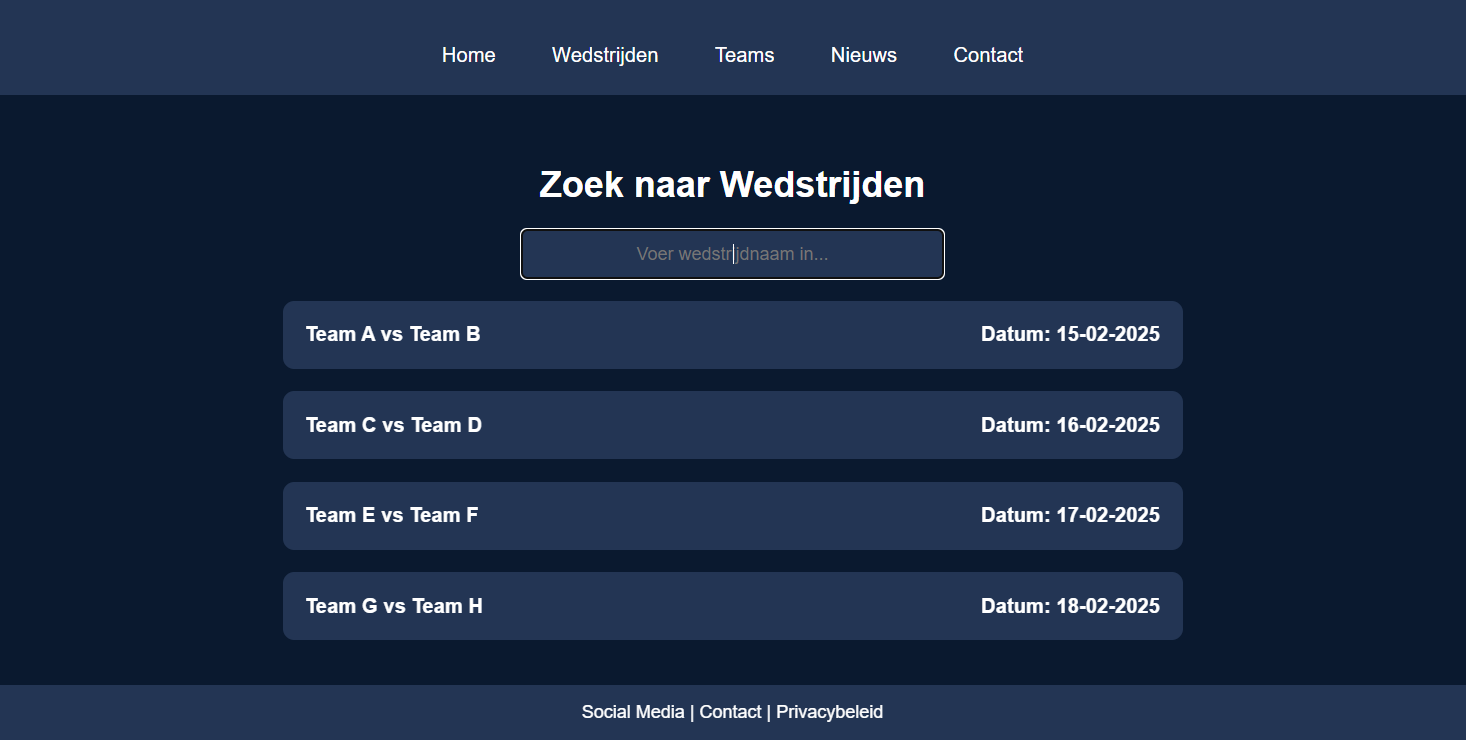 Home Wedstrijden Teams Nieuws Contact
Zoek naar Wedstrijden
Voer wedstrijdnaam in...
Team A vs Team B Datum: 15-02-2025
Team C vs Team D Datum: 16-02-2025
Team E vs Team F Datum: 17-02-2025
Team G vs Team H Datum: 18-02-2025
Social Media | Contact | Privacybeleid